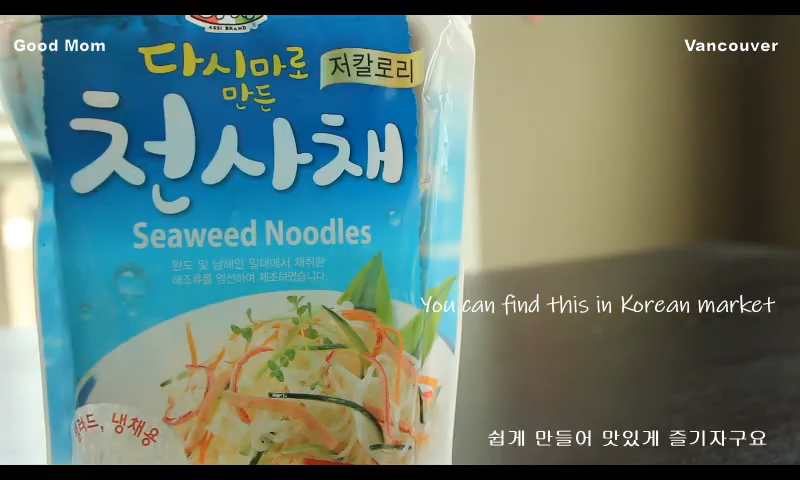 ASSI BRAND
Good Mom
Vancouver
다시마로
만든
저칼로리
천사채
Seaweed Noodles
완도 및 남해안 일대에서 채취한
해조류를 엄선하여 제조하였습니다.
You can find this in Korean market
냉채용
쉽게 만들어 맛있게 즐기자구요